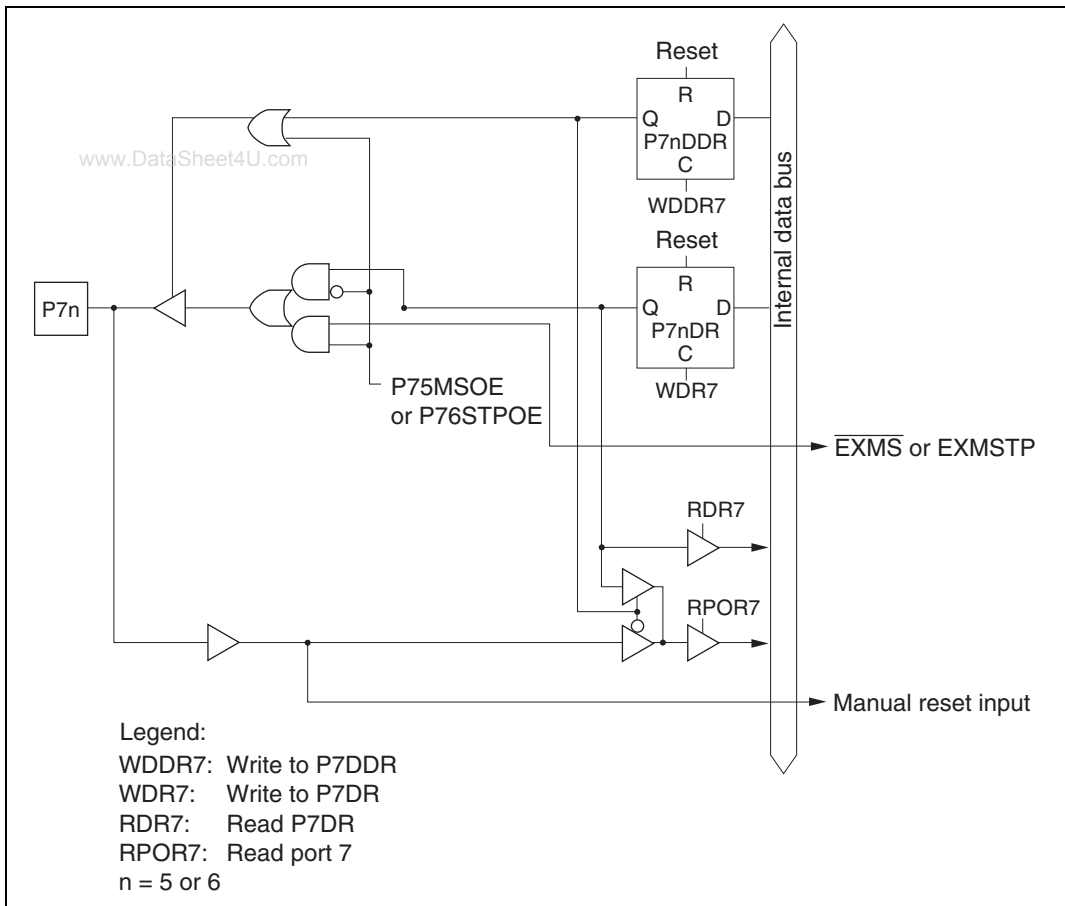 Reset
R
Q D
P7nDDR
C
WDDR7
www.DataSheet4U.com
Internal data bus
Reset
R
Q D
P7nDR
C
WDR7
P7n
P75MSOE
or P76STPOE
EXMS or EXMSTP
RDR7
RPOR7
Manual reset input
Legend:
WDDR7: Write to P7DDR
WDR7: Write to P7DR
RDR7: Read P7DR
RPOR7: Read port 7
n = 5 or 6